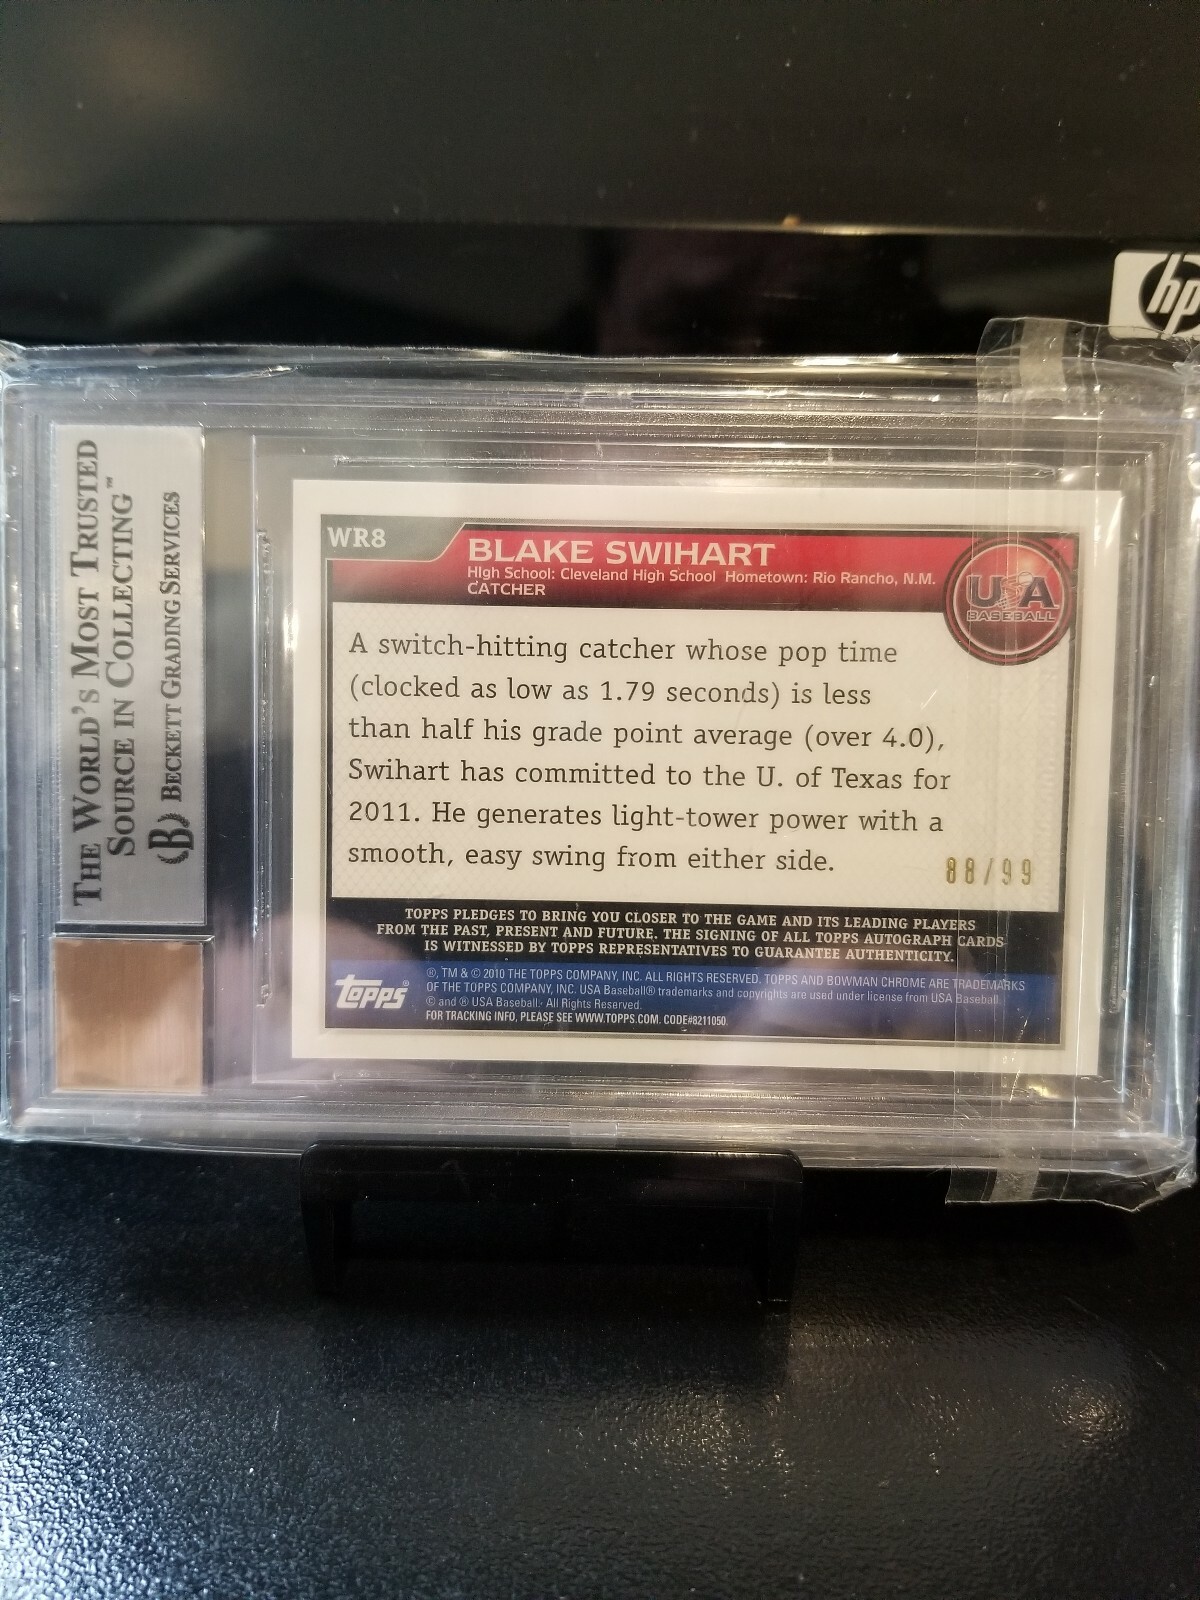 hp
THE WORLD'S MOST TRUSTED
SOURCE IN COLLECTING™
B BECKETT GRADING SERVICES
WR8
BLAKE SWIHART
High School: Cleveland High School Hometown: Rio Rancho, N.M.
CATCHER
USA
BASEBALL
A switch-hitting catcher whose pop time
(clocked as low as 1.79 seconds) is less
than half his grade point average (over 4.0),
Swihart has committed to the U. of Texas for
2011. He generates light-tower power with a
smooth, easy swing from either side.
88/99
TOPPS PLEDGES TO BRING YOU CLOSER TO THE GAME AND ITS LEADING PLAYERS
FROM THE PAST, PRESENT AND FUTURE. THE SIGNING OF ALL TOPPS AUTOGRAPH CARDS
IS WITNESSED BY TOPPS REPRESENTATIVES TO GUARANTEE AUTHENTICITY.
topps®
®, TM & © 2010 THE TOPPS COMPANY, INC. ALL RIGHTS RESERVED. TOPPS AND BOWMAN CHROME ARE TRADEMARKS
OF THE TOPPS COMPANY, INC. USA Baseball® trademarks and copyrights are used under license from USA Baseball.
© and ® USA Baseball. All Rights Reserved.
FOR TRACKING INFO, PLEASE SEE WWW.TOPPS.COM. CODE#8211050.